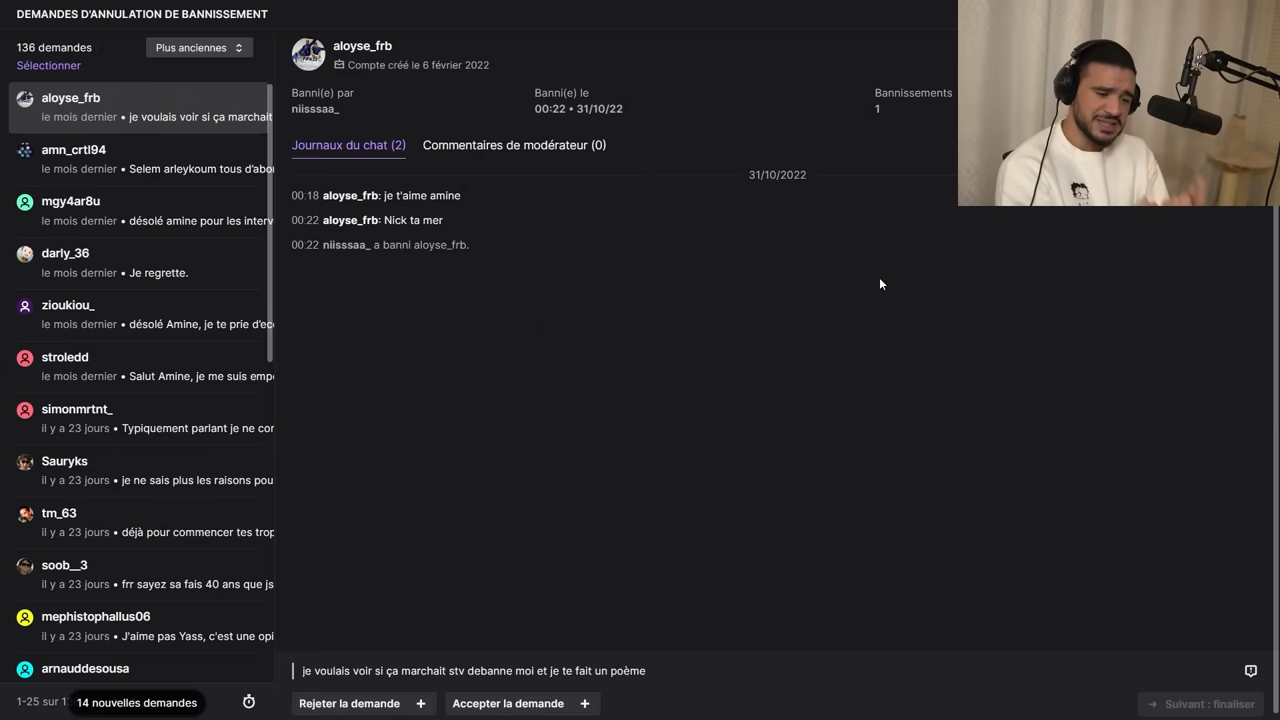 DEMANDES D'ANNULATION DE BANNISSEMENT
136 demandes
Plus anciennes
Sélectionner
aloyse_frb
le mois dernier • je voulais voir si ça marchait
amn_crtl94
le mois dernier • Selem arleykoum tous d'abor
mgy4ar8u
le mois dernier • désolé amine pour les interv
darly_36
le mois dernier • Je regrette.
zioukiou_
le mois dernier • désolé Amine, je te prie d'exc
stroledd
le mois dernier • Salut Amine, je me suis empo
simonmrtnt_
il y a 23 jours • Typiquement parlant je ne con
Sauryks
il y a 23 jours • je ne sais plus les raisons pou
tm_63
il y a 23 jours • déjà pour commencer tes trop
soob__3
il y a 23 jours • frr sayez sa fais 40 ans que js
mephistophallus06
il y a 23 jours • J'aime pas Yass, c'est une opi
arnauddesousa
1-25 sur 1
14 nouvelles demandes
aloyse_frb
Compte créé le 6 février 2022
Banni(e) par
niisssaa_
Banni(e) le
00:22 • 31/10/22
Bannissements
1
Journaux du chat (2)
Commentaires de modérateur (0)
31/10/2022
00:18 aloyse_frb: je t'aime amine
00:22 aloyse_frb: Nick ta mer
00:22 niisssaa_ a banni aloyse_frb.
je voulais voir si ça marchait stv debanne moi et je te fait un poème
Rejeter la demande +
Accepter la demande +
Suivant : finaliser